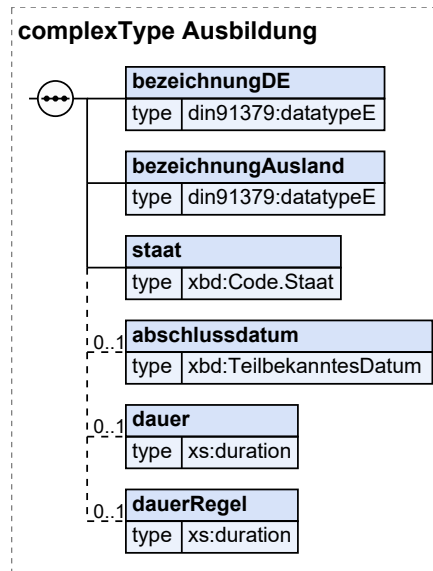 complexType Ausbildung
bezeichnungDE
type din91379:datatypeE
bezeichnungAusland
type din91379:datatypeE
staat
type xbd:Code.Staat
0..1 abschlussdatum
type xbd:TeilbekanntesDatum
0..1 dauer
type xs:duration
0..1 dauerRegel
type xs:duration